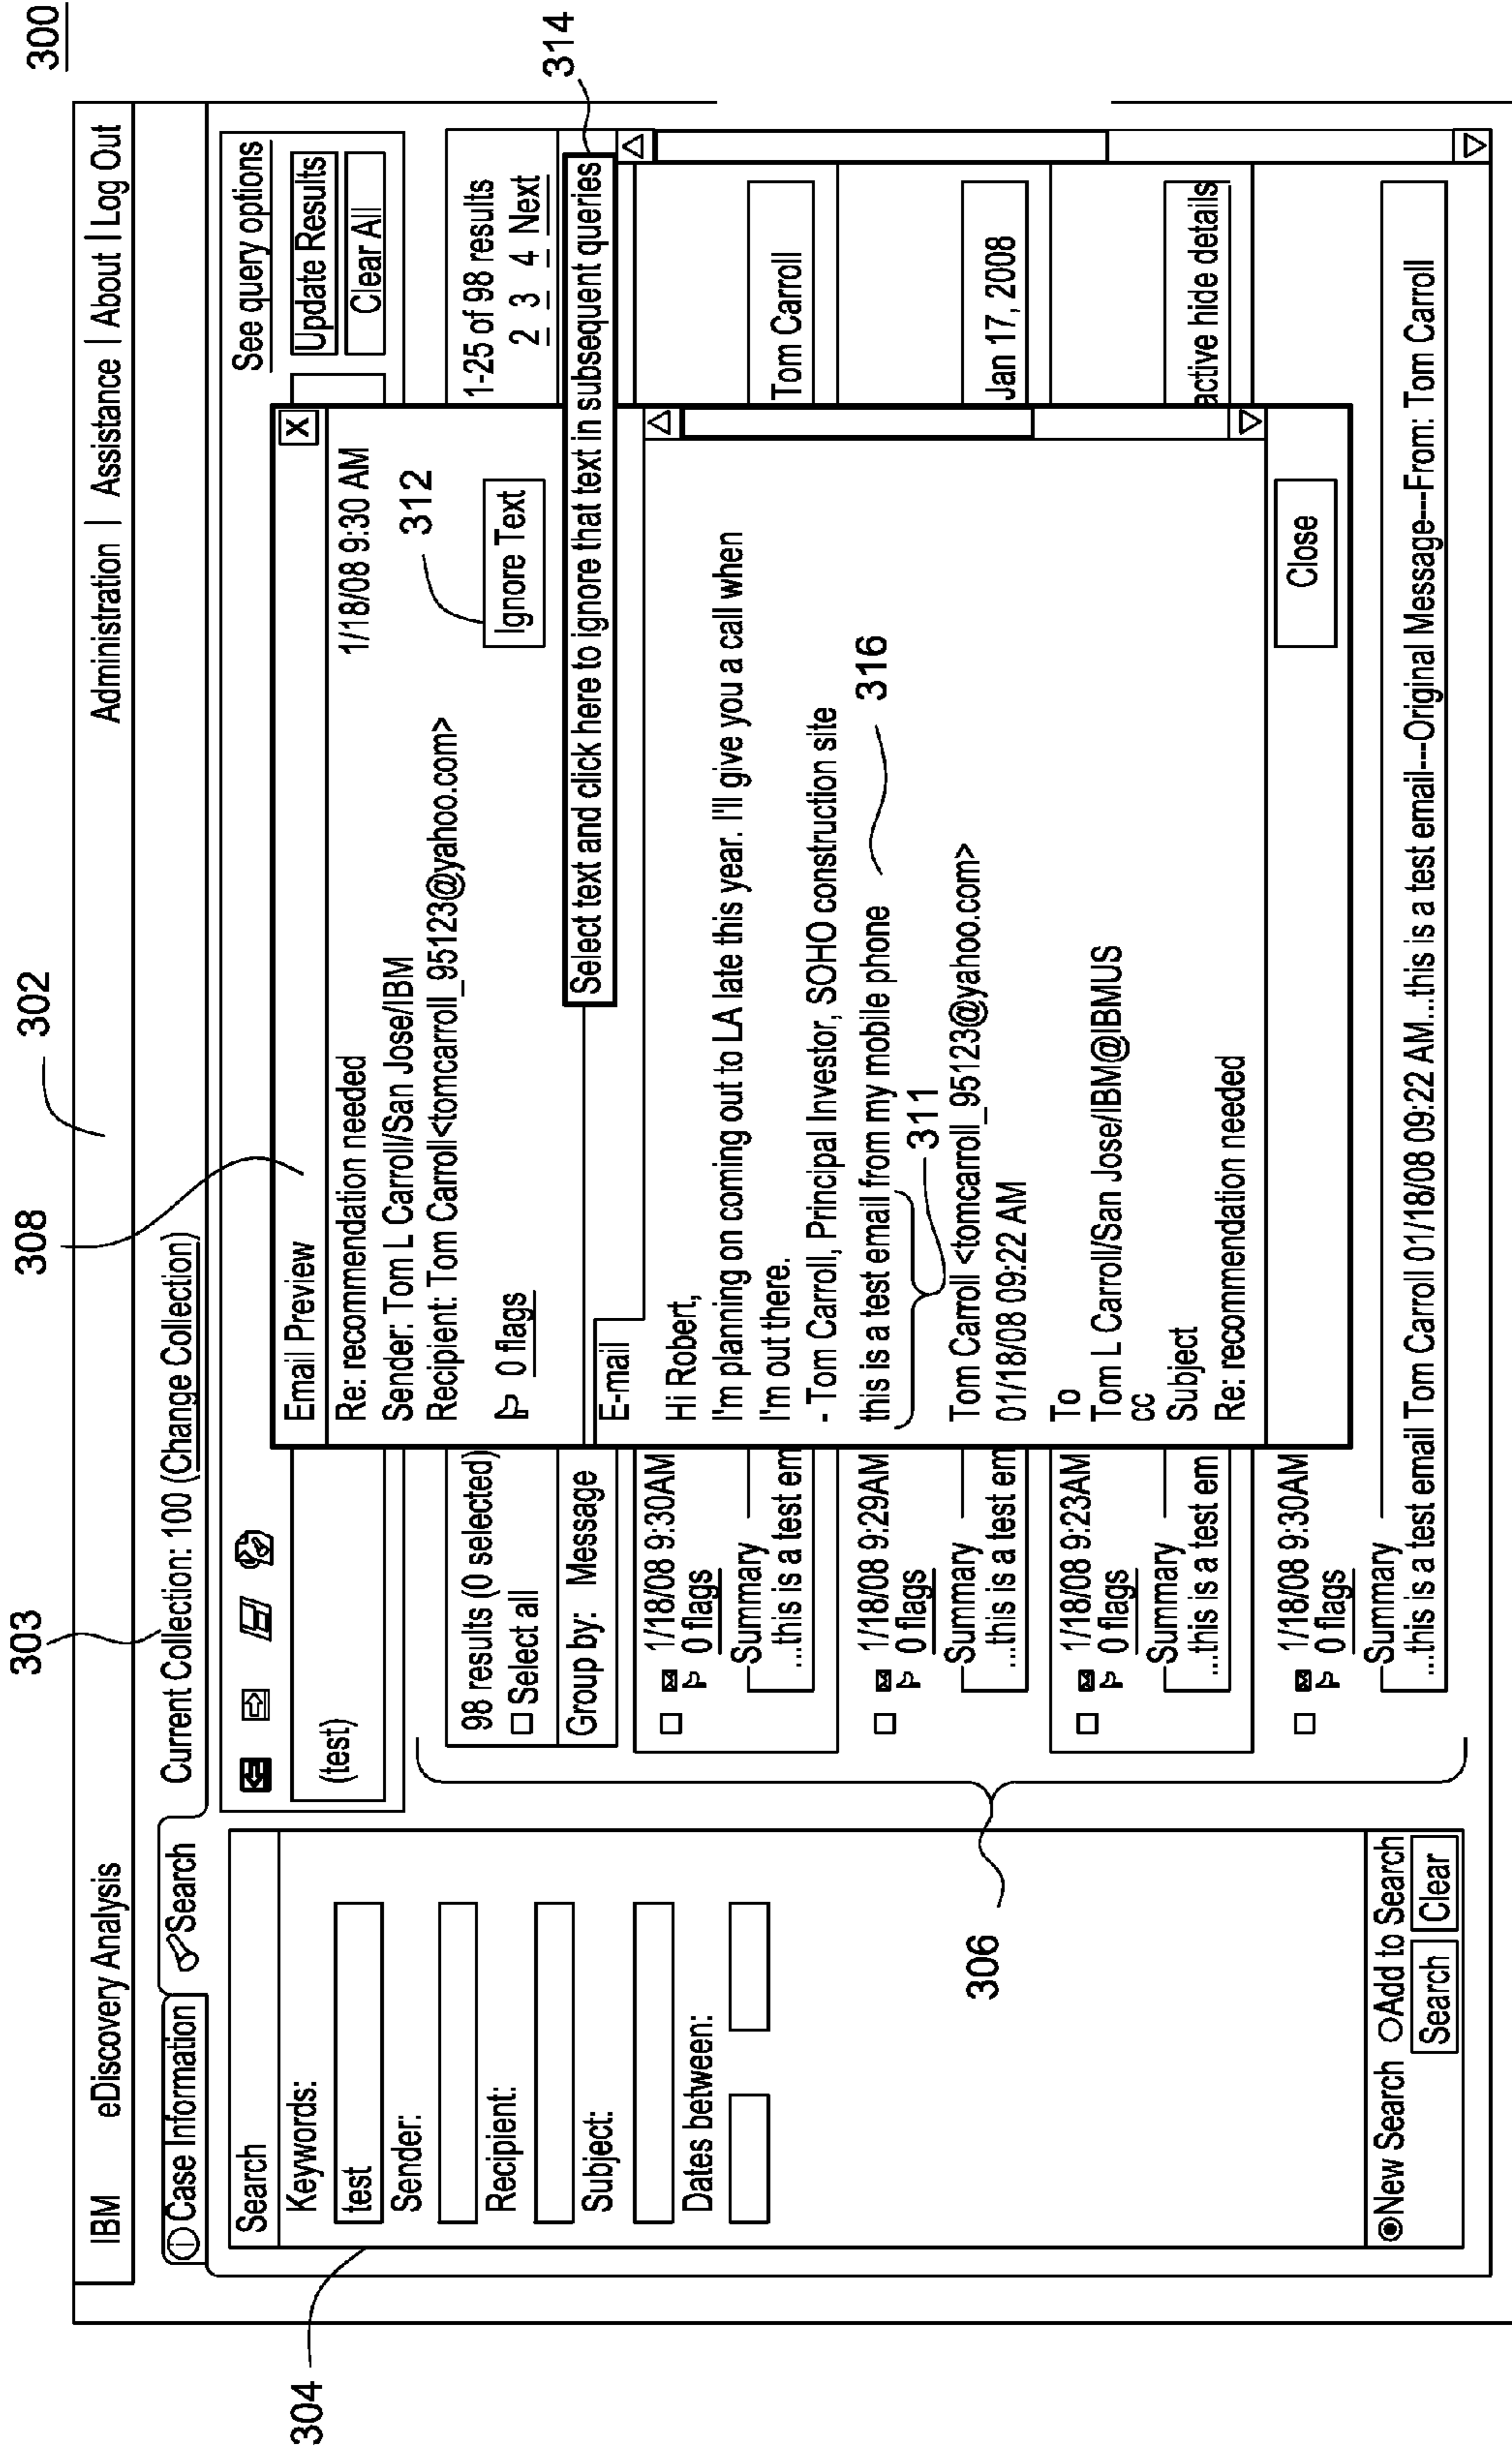 300
302
308
303
IBM eDiscovery Analysis Administration | Assistance | About | Log Out
Case Information Search Current Collection: 100 (Change Collection)
304
Search
Keywords:
test
Sender:
Recipient:
Subject:
Dates between:
New Search Add to Search
Search Clear
See query options
(test)
Update Results
Clear All
306
98 results (0 selected) 1-25 of 98 results
Select all 2 3 4 Next
Group by: Message
1/18/08 9:30AM
0 flags
Summary
...this is a test em
Tom Carroll
1/18/08 9:29AM
0 flags
Summary
...this is a test em
Jan 17, 2008
1/18/08 9:23AM
0 flags
Summary
...this is a test em
active hide details
1/18/08 9:30AM
0 flags
Summary
...this is a test email Tom Carroll 01/18/08 09:22 AM...this is a test email---Original Message---From: Tom Carroll
Email Preview X
Re: recommendation needed 1/18/08 9:30 AM
Sender: Tom L Carroll/San Jose/IBM
Recipient: Tom Carroll<tomcarroll_95123@yahoo.com>
312
0 flags Ignore Text
314
Select text and click here to ignore that text in subsequent queries
E-mail
Hi Robert,
I'm planning on coming out to LA late this year. I'll give you a call when
I'm out there.
- Tom Carroll, Principal Investor, SOHO construction site
this is a test email from my mobile phone
316
311
Tom Carroll <tomcarroll_95123@yahoo.com>
01/18/08 09:22 AM
To
Tom L Carroll/San Jose/IBM@IBMUS
cc
Subject
Re: recommendation needed
Close